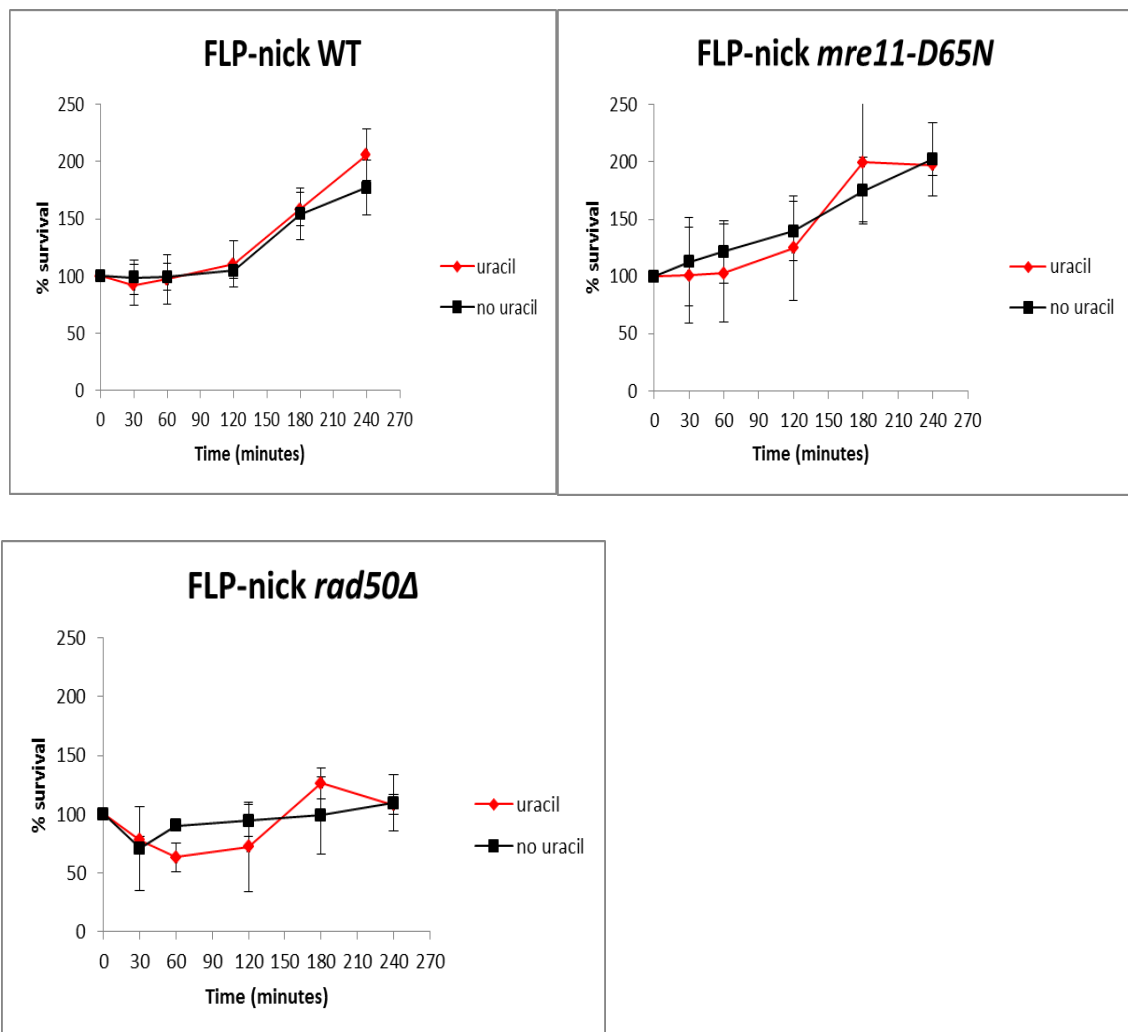 FLP-nick WT
250
200
150
100
50
0
% survival
0 30 60 90 120 150 180 210 240 270
Time (minutes)
uracil
no uracil
FLP-nick mre11-D65N
250
200
150
100
50
0
% survival
0 30 60 90 120 150 180 210 240 270
Time (minutes)
uracil
no uracil
FLP-nick rad50Δ
250
200
150
100
50
0
% survival
0 30 60 90 120 150 180 210 240 270
Time (minutes)
uracil
no uracil